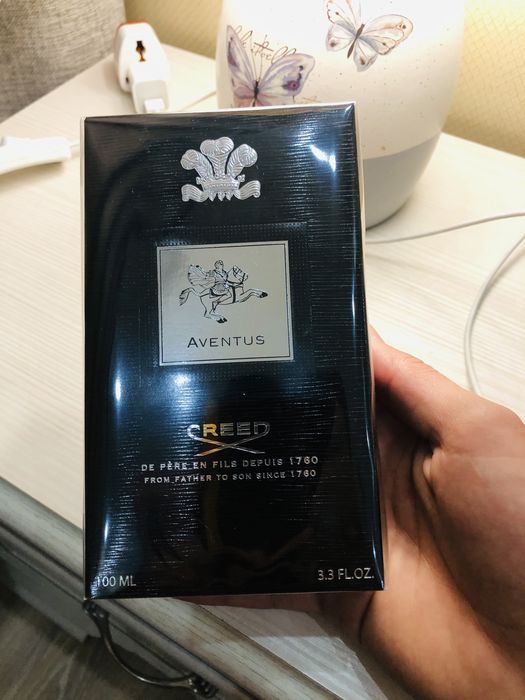 AVENTUS
CREED
DE PÈRE EN FILS DEPUIS 1760
FROM FATHER TO SON SINCE 1760
100 ML
3.3 FL.OZ.